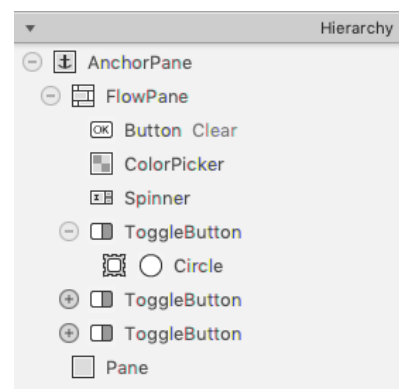 Hierarchy
AnchorPane
FlowPane
OK Button Clear
ColorPicker
Spinner
ToggleButton
Circle
ToggleButton
ToggleButton
Pane